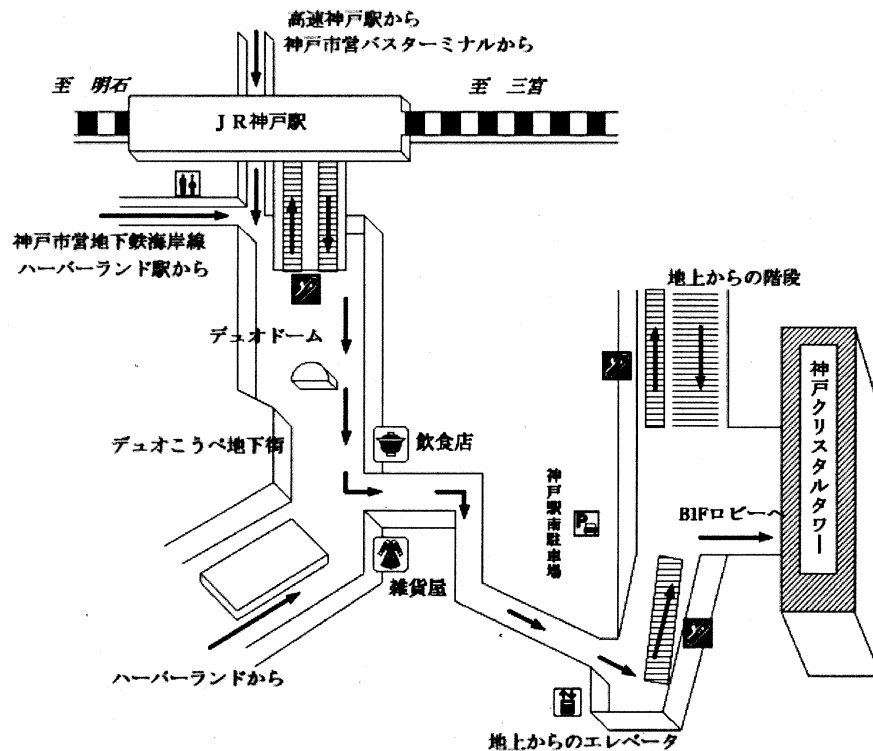 高速神戸駅から
神戸市営バスターミナルから
至 明石
至 三宮
JR神戸駅
神戸市営地下鉄海岸線
ハーバーランド駅から
地上からの階段
デュオドーム
神戸クリスタルタワー
デュオこうべ地下街
飲食店
神戸駅南駐車場
P
B1Fロビーへ
雑貨屋
ハーバーランドから
地上からのエレベータ